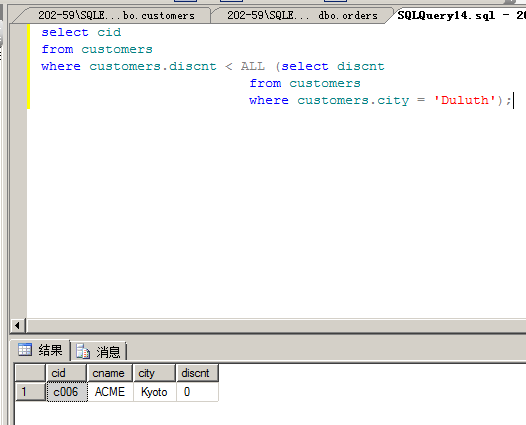 202-59\SQLE... bo.customers 202-59\SQLE... dbo.orders SQLQuery14.sql - 20
select cid
from customers
where customers.discnt < ALL (select discnt
from customers
where customers.city = 'Duluth');
结果 消息
cid cname city discnt
1 c006 ACME Kyoto 0